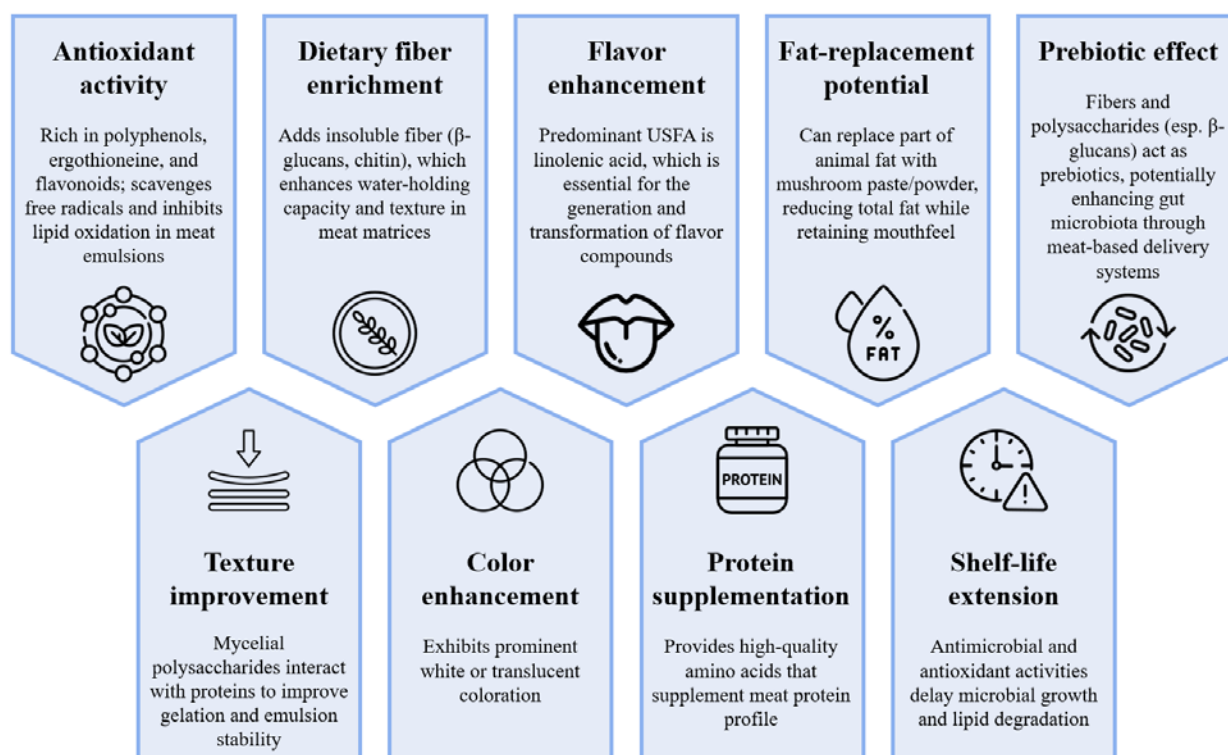 Antioxidant
activity
Rich in polyphenols,
ergothioneine, and
flavonoids; scavenges
free radicals and inhibits
lipid oxidation in meat
emulsions
Dietary fiber
enrichment
Adds insoluble fiber (β-
glucans, chitin), which
enhances water-holding
capacity and texture in
meat matrices
Flavor
enhancement
Predominant USFA is
linolenic acid, which is
essential for the
generation and
transformation of flavor
compounds
Fat-replacement
potential
Can replace part of
animal fat with
mushroom paste/powder,
reducing total fat while
retaining mouthfeel
%
FAT
Prebiotic effect
Fibers and
polysaccharides (esp. β-
glucans) act as
prebiotics, potentially
enhancing gut
microbiota through
meat-based delivery
systems
Texture
improvement
Mycelial
polysaccharides interact
with proteins to improve
gelation and emulsion
stability
Color
enhancement
Exhibits prominent
white or translucent
coloration
PROTEIN
Protein
supplementation
Provides high-quality
amino acids that
supplement meat protein
profile
!
Shelf-life
extension
Antimicrobial and
antioxidant activities
delay microbial growth
and lipid degradation